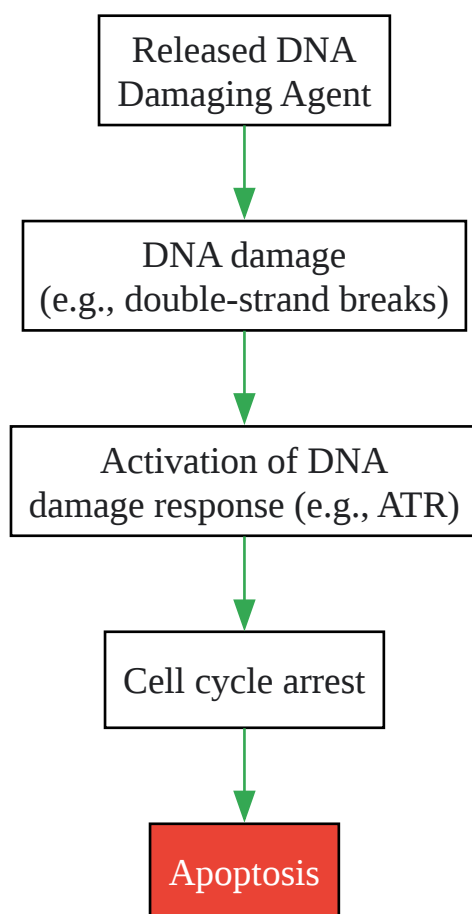 Released DNA
Damaging Agent
DNA damage
(e.g., double-strand breaks)
Activation of DNA
damage response (e.g., ATR)
Cell cycle arrest
Apoptosis